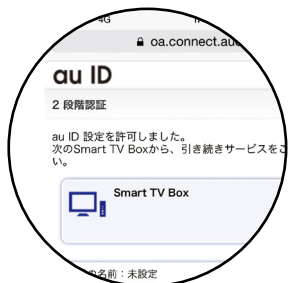 4G
oa.connect.au
au ID
2 段階認証
au ID 設定を許可しました。
次のSmart TV Boxから、引き続きサービスをご
い。
Smart TV Box
の名前：未設定